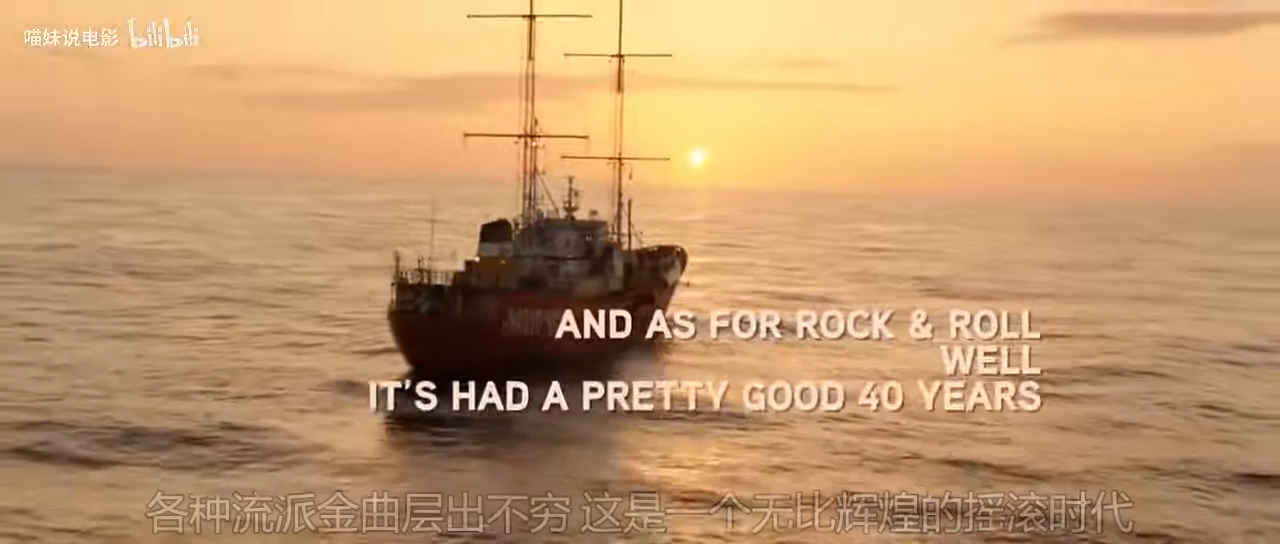 喵妹说电影 bilibili
AND AS FOR ROCK & ROLL
WELL
IT'S HAD A PRETTY GOOD 40 YEARS
各种流派金曲层出不穷 这是一个无比辉煌的摇滚时代